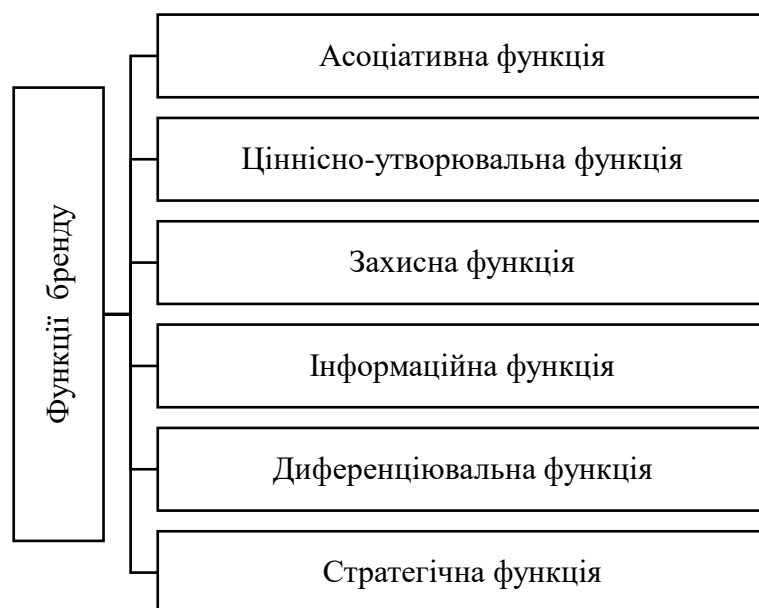 Функції бренду
Асоціативна функція
Ціннісно-утворювальна функція
Захисна функція
Інформаційна функція
Диференціювальна функція
Стратегічна функція